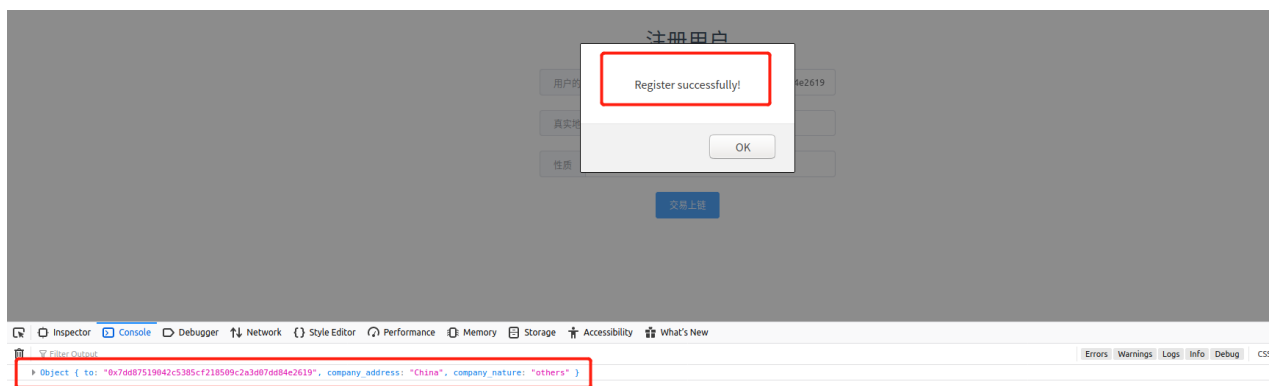 注册用户
用户的
4e2619
Register successfully!
真实地
OK
性质
交易上链
Inspector Console Debugger Network Style Editor Performance Memory Storage Accessibility What's New
Filter Output Errors Warnings Logs Info Debug CSS
Object { to: "0x7dd87519042c5385cf218509c2a3d07dd84e2619", company_address: "China", company_nature: "others" }